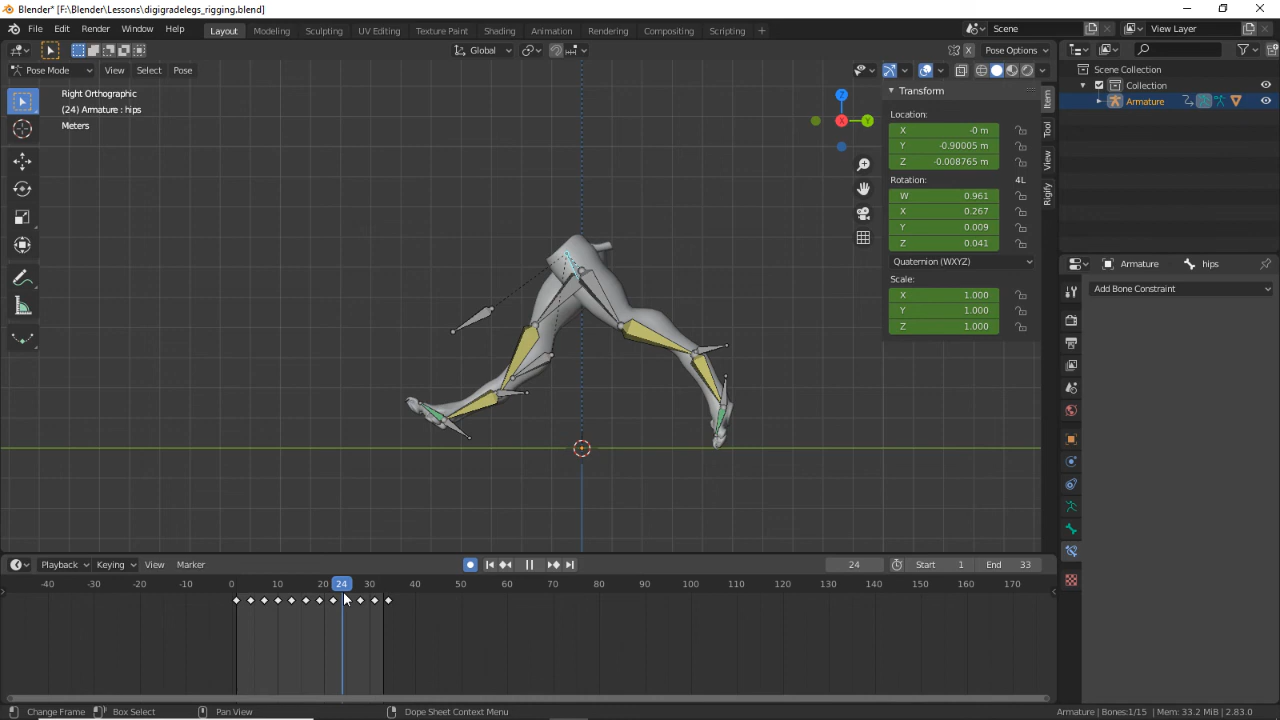 Blender* [F:\Blender\Lessons\digigradelegs_rigging.blend]
File Edit Render Window Help Layout Modeling Sculpting UV Editing Texture Paint Shading Animation Rendering Compositing Scripting + Scene View Layer
Global Pose Options
Pose Mode View Select Pose
Right Orthographic
(24) Armature : hips
Meters
Z
Y
X
Transform
Location:
X -0 m
Y -0.90005 m
Z -0.008765 m
Rotation: 4L
W 0.961
X 0.267
Y 0.009
Z 0.041
Quaternion (WXYZ)
Scale:
X 1.000
Y 1.000
Z 1.000
Item
Tool
View
Rigify
Scene Collection
Collection
Armature
Armature hips
Add Bone Constraint
Playback Keying View Marker 24 Start 1 End 33
-40 -30 -20 -10 0 10 20 24 30 40 50 60 70 80 90 100 110 120 130 140 150 160 170
Change Frame Box Select Pan View Dope Sheet Context Menu Armature | Bones:1/15 | Mem: 33.2 MiB | 2.83.0